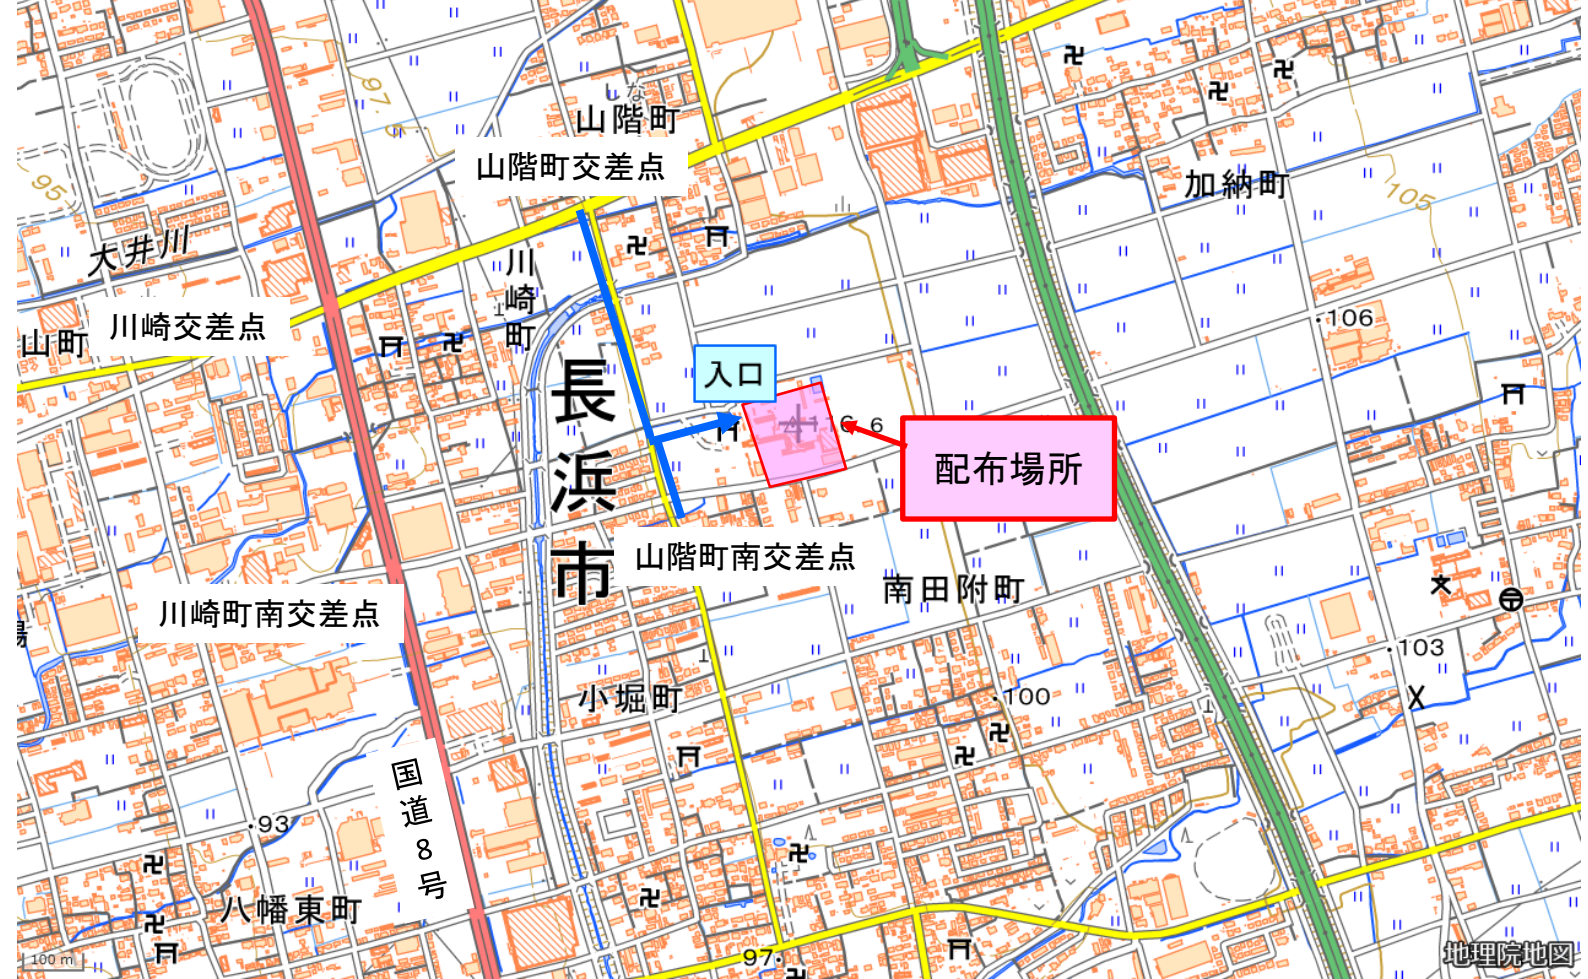 山階町
山階町交差点
加納町
95
97
105
大井川
川崎町
川崎交差点
山町
106
入口
長浜市
配布場所
山階町南交差点
南田附町
川崎町南交差点
103
小堀町
100
国道8号
93
八幡東町
97
100 m
地理院地図